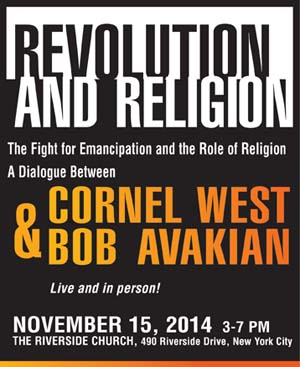 REVOLUTION
AND RELIGION
The Fight for Emancipation and the Role of Religion
A Dialogue Between
CORNEL WEST
& BOB AVAKIAN
Live and in person!
NOVEMBER 15, 2014 3-7 PM
THE RIVERSIDE CHURCH, 490 Riverside Drive, New York City